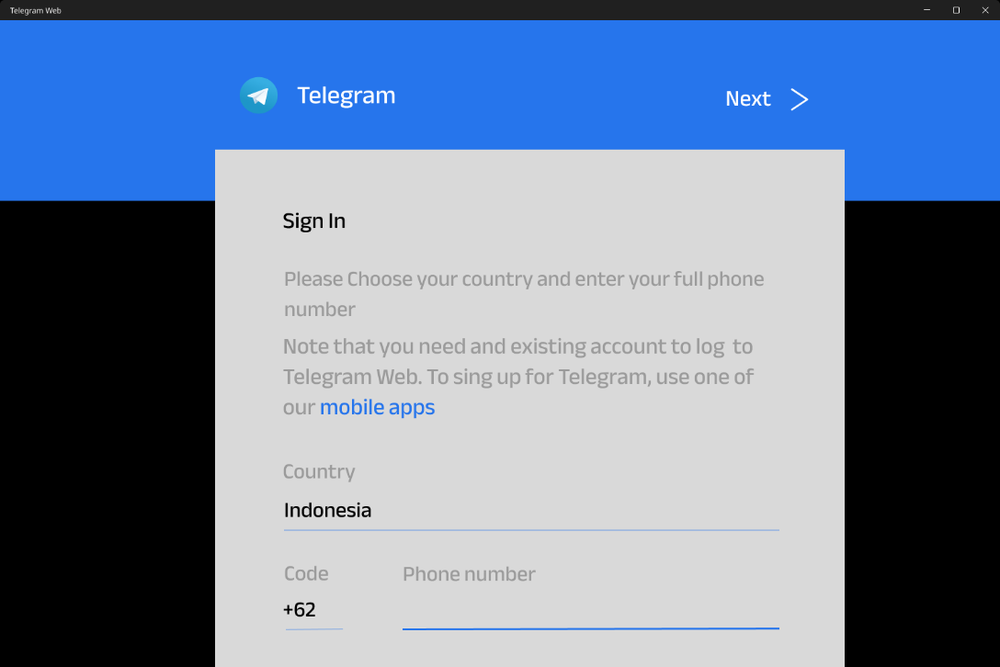 Telegram Web
Telegram
Next
Sign In
Please Choose your country and enter your full phone
number
Note that you need and existing account to log to
Telegram Web. To sing up for Telegram, use one of
our mobile apps
Country
Indonesia
Code
Phone number
+62